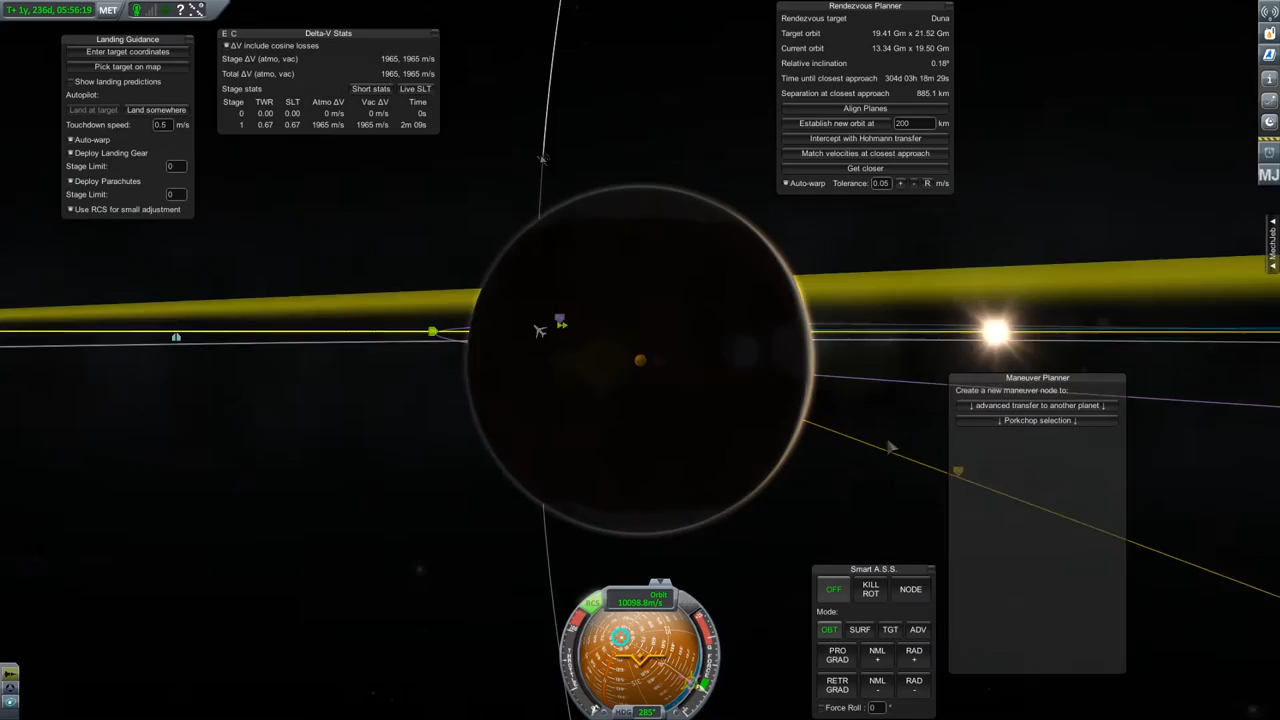 T+ 1y, 236d, 05:56:19 MET
?
Landing Guidance
Enter target coordinates
Pick target on map
Show landing predictions
Autopilot:
Land at target Land somewhere
Touchdown speed: 0.5 m/s
Auto-warp
Deploy Landing Gear
Stage Limit: 0
Deploy Parachutes
Stage Limit: 0
Use RCS for small adjustment
E C Delta-V Stats
ΔV include cosine losses
Stage ΔV (atmo, vac) 1965, 1965 m/s
Total ΔV (atmo, vac) 1965, 1965 m/s
Stage stats Short stats Live SLT
Stage TWR SLT Atmo ΔV Vac ΔV Time
0 0.00 0.00 0 m/s 0 m/s 0s
1 0.67 0.67 1965 m/s 1965 m/s 2m 09s
Rendezvous Planner
Rendezvous target Duna
Target orbit 19.41 Gm x 21.52 Gm
Current orbit 13.34 Gm x 19.50 Gm
Relative inclination 0.18°
Time until closest approach 304d 03h 18m 29s
Separation at closest approach 885.1 km
Align Planes
Establish new orbit at 200 km
Intercept with Hohmann transfer
Match velocities at closest approach
Get closer
Auto-warp Tolerance: 0.05 + - R m/s
MJ
MechJeb
Maneuver Planner
Create a new maneuver node to:
↓ advanced transfer to another planet ↓
↓ Porkchop selection ↓
Smart A.S.S.
OFF KILL ROT NODE
Mode:
OBT SURF TGT ADV
PRO GRAD NML + RAD +
RETR GRAD NML - RAD -
Force Roll: 0 °
Orbit
10098.8m/s
RCS
HDG 285°